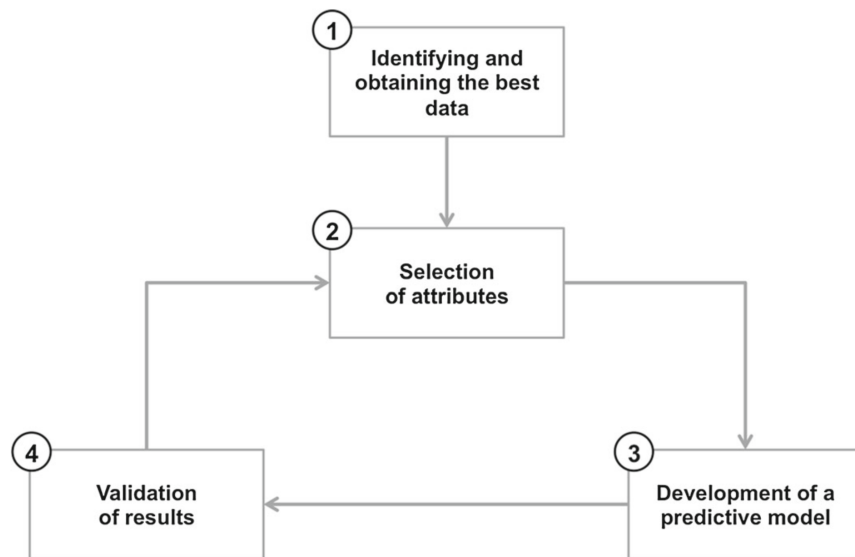 1
Identifying and
obtaining the best
data
2
Selection
of attributes
3
Development of a
predictive model
4
Validation
of results